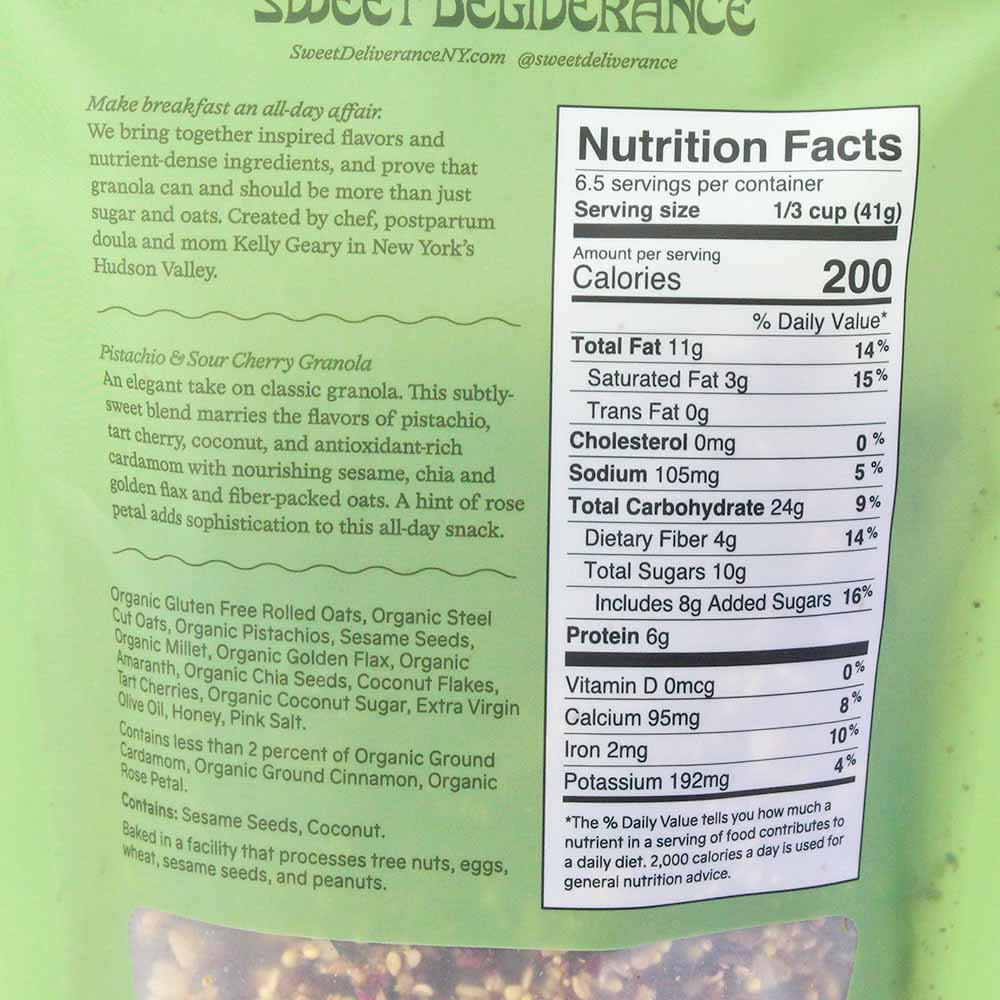 SWEET DELIVERANCE
SweetDeliveranceNY.com @sweetdeliverance
Make breakfast an all-day affair.
We bring together inspired flavors and
nutrient-dense ingredients, and prove that
granola can and should be more than just
sugar and oats. Created by chef, postpartum
doula and mom Kelly Geary in New York's
Hudson Valley.
Pistachio & Sour Cherry Granola
An elegant take on classic granola. This subtly-
sweet blend marries the flavors of pistachio,
tart cherry, coconut, and antioxidant-rich
cardamom with nourishing sesame, chia and
golden flax and fiber-packed oats. A hint of rose
petal adds sophistication to this all-day snack.
Organic Gluten Free Rolled Oats, Organic Steel
Cut Oats, Organic Pistachios, Sesame Seeds,
Organic Millet, Organic Golden Flax, Organic
Amaranth, Organic Chia Seeds, Coconut Flakes,
Tart Cherries, Organic Coconut Sugar, Extra Virgin
Olive Oil, Honey, Pink Salt.
Contains less than 2 percent of Organic Ground
Cardamom, Organic Ground Cinnamon, Organic
Rose Petal.
Contains: Sesame Seeds, Coconut.
Baked in a facility that processes tree nuts, eggs,
wheat, sesame seeds, and peanuts.
Nutrition Facts
6.5 servings per container
Serving size 1/3 cup (41g)
Amount per serving
Calories 200
% Daily Value*
Total Fat 11g 14%
Saturated Fat 3g 15%
Trans Fat 0g
Cholesterol 0mg 0%
Sodium 105mg 5%
Total Carbohydrate 24g 9%
Dietary Fiber 4g 14%
Total Sugars 10g
Includes 8g Added Sugars 16%
Protein 6g
Vitamin D 0mcg 0%
Calcium 95mg 8%
Iron 2mg 10%
Potassium 192mg 4%
*The % Daily Value tells you how much a
nutrient in a serving of food contributes to
a daily diet. 2,000 calories a day is used for
general nutrition advice.